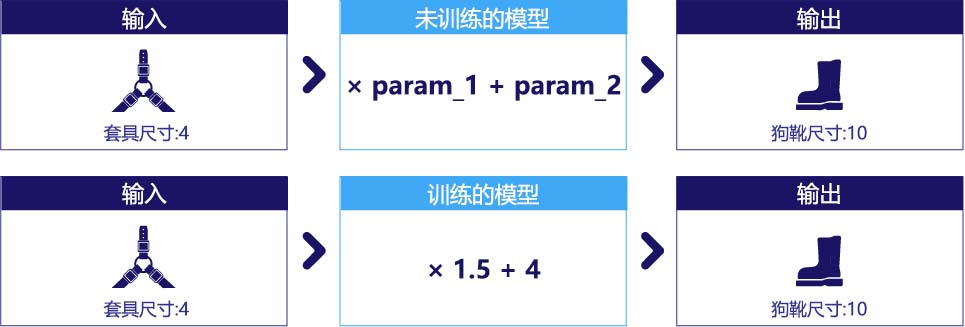 输入
未训练的模型
输出
× param_1 + param_2
套具尺寸:4
狗靴尺寸:10
输入
训练的模型
输出
× 1.5 + 4
套具尺寸:4
狗靴尺寸:10